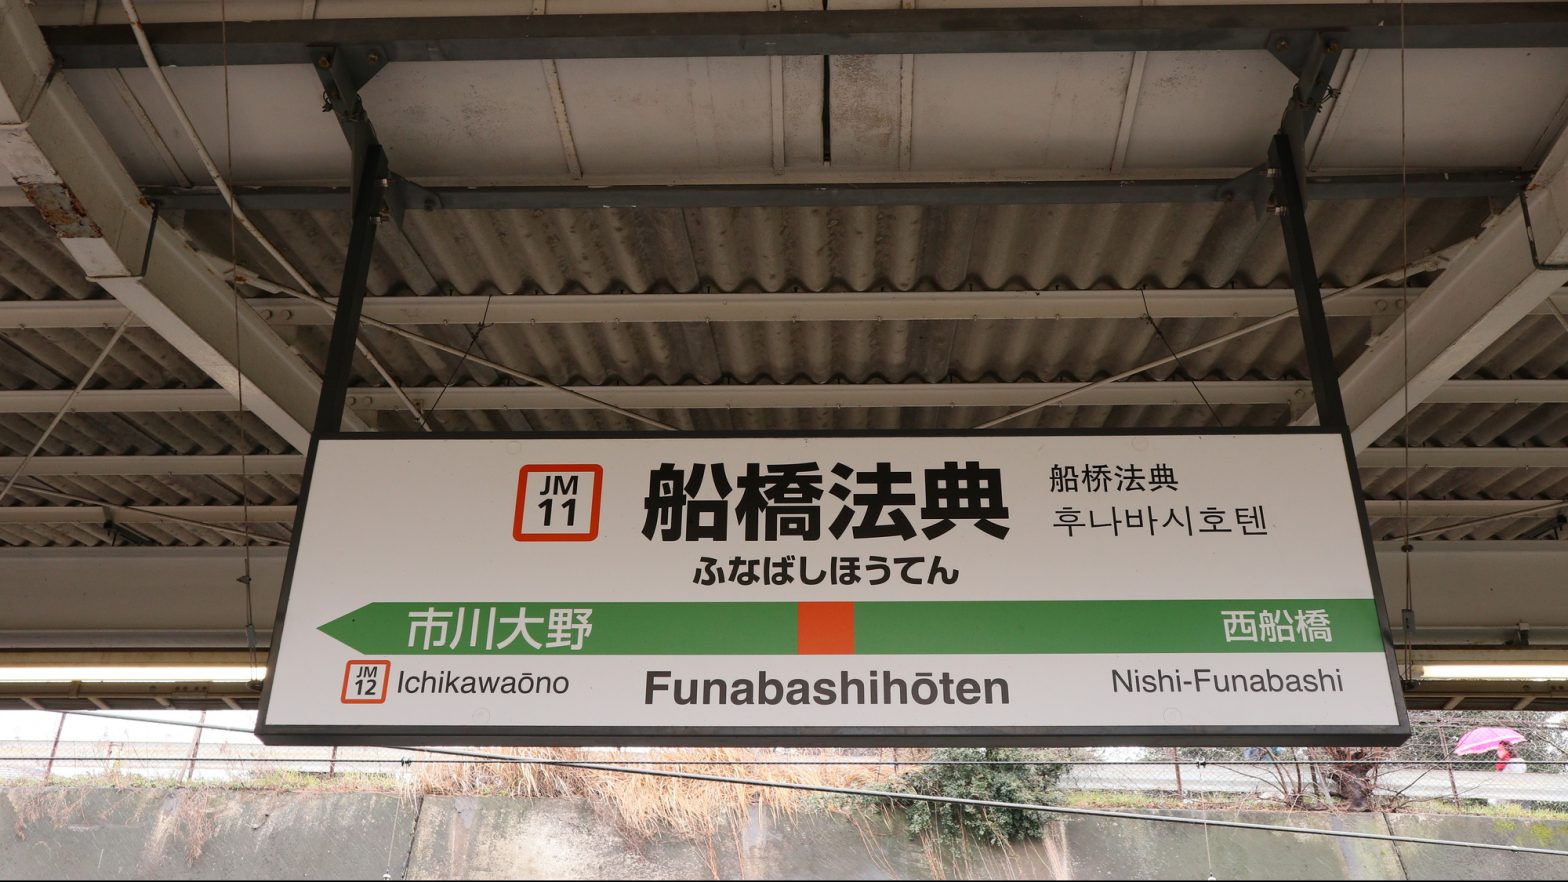 JM
11
船橋法典
船桥法典
후나바시호텐
ふなばしほうてん
市川大野
西船橋
JM
12
Ichikawaōno
Funabashihōten
Nishi-Funabashi